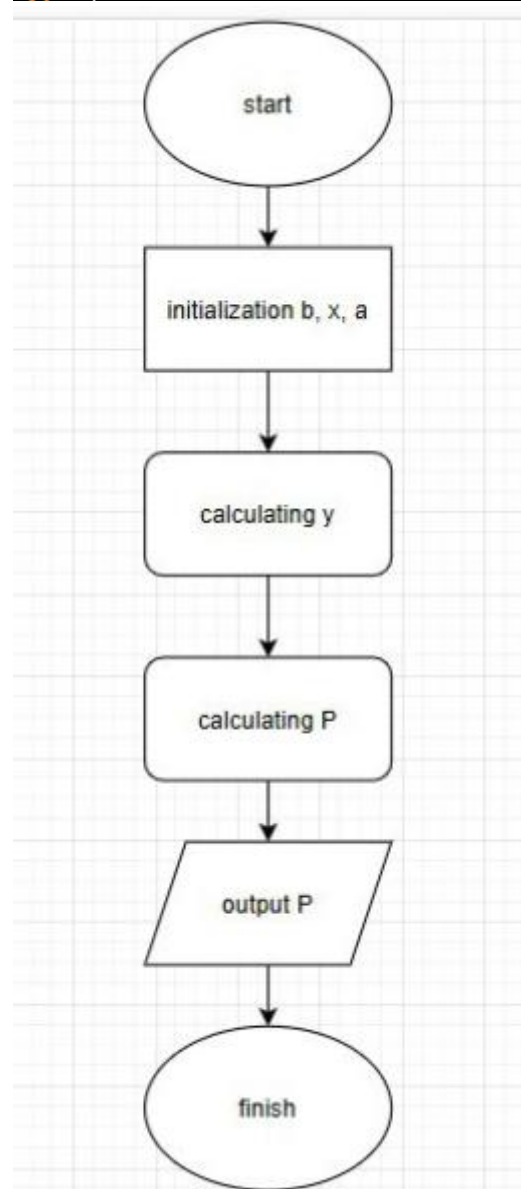 start
initialization b, x, a
calculating y
calculating P
output P
finish